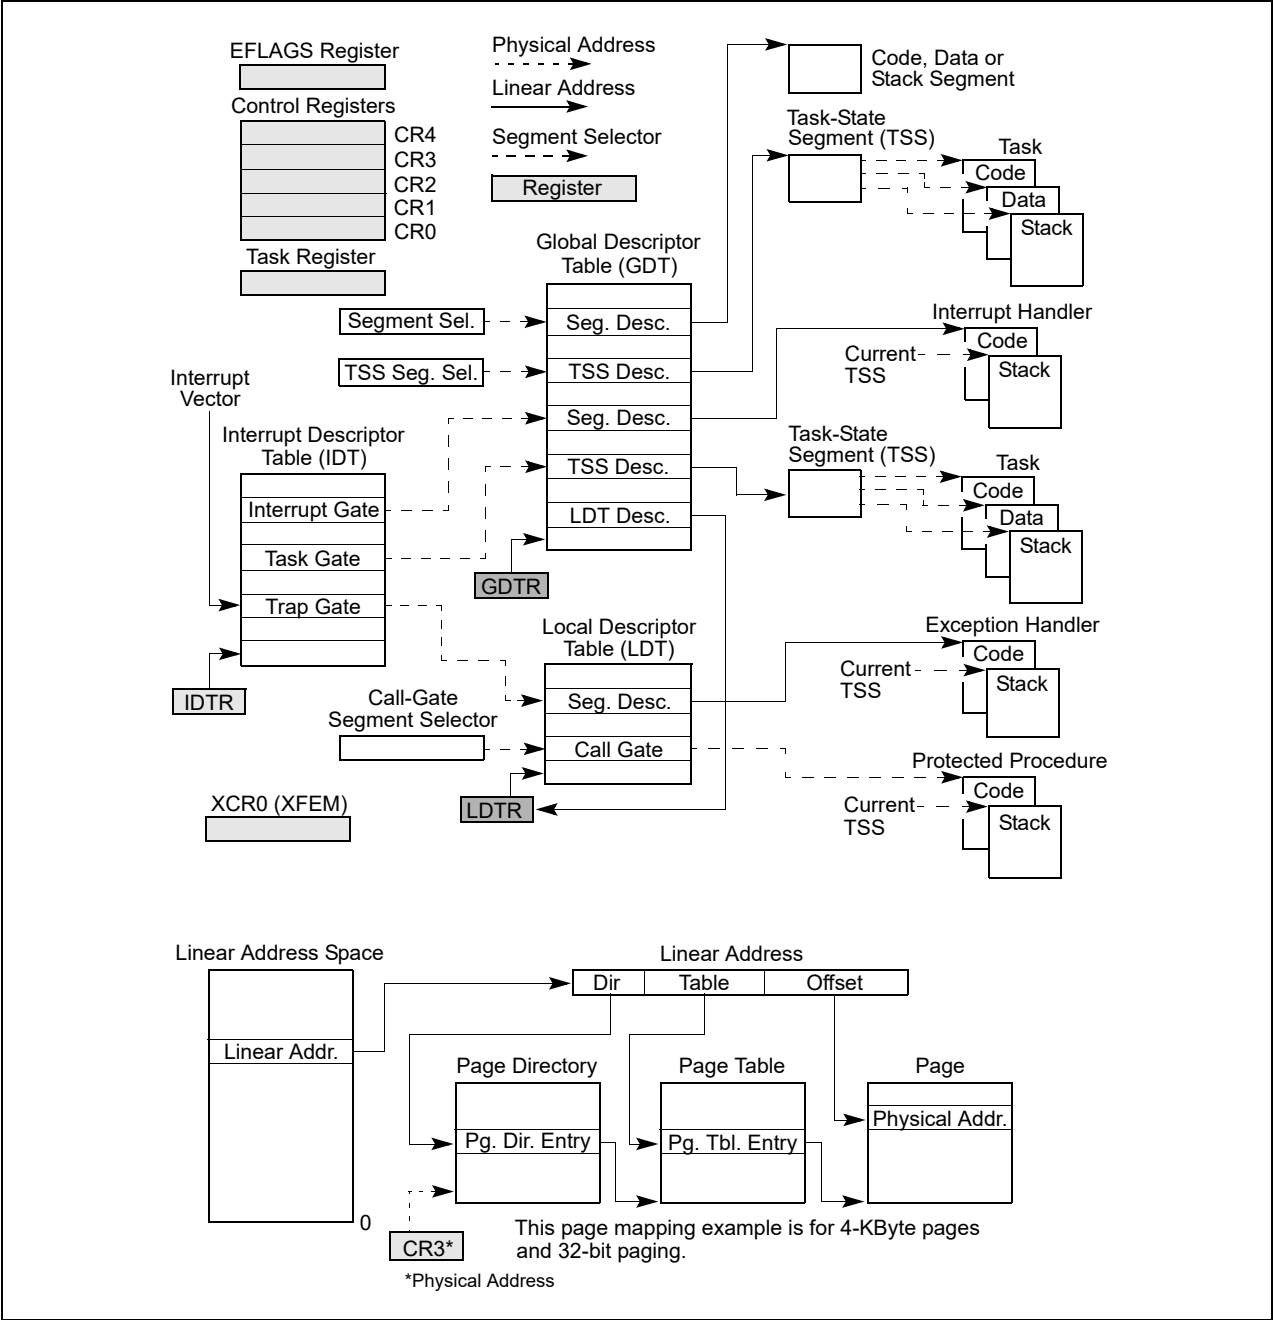 EFLAGS Register
Control Registers
CR4
CR3
CR2
CR1
CR0
Task Register
Physical Address
Linear Address
Segment Selector
Register
Code, Data or
Stack Segment
Task-State
Segment (TSS)
Task
Code
Data
Stack
Global Descriptor
Table (GDT)
Segment Sel.
Seg. Desc.
TSS Seg. Sel.
TSS Desc.
Seg. Desc.
TSS Desc.
LDT Desc.
GDTR
Interrupt Handler
Code
Stack
Current
TSS
Interrupt
Vector
Interrupt Descriptor
Table (IDT)
Interrupt Gate
Task Gate
Trap Gate
IDTR
Task-State
Segment (TSS)
Task
Code
Data
Stack
Local Descriptor
Table (LDT)
Seg. Desc.
Call Gate
Call-Gate
Segment Selector
LDTR
Exception Handler
Code
Stack
Current
TSS
Protected Procedure
Code
Stack
Current
TSS
XCR0 (XFEM)
Linear Address Space
Linear Addr.
0
Linear Address
Dir Table Offset
Page Directory
Pg. Dir. Entry
Page Table
Pg. Tbl. Entry
Page
Physical Addr.
CR3*
*Physical Address
This page mapping example is for 4-KByte pages
and 32-bit paging.